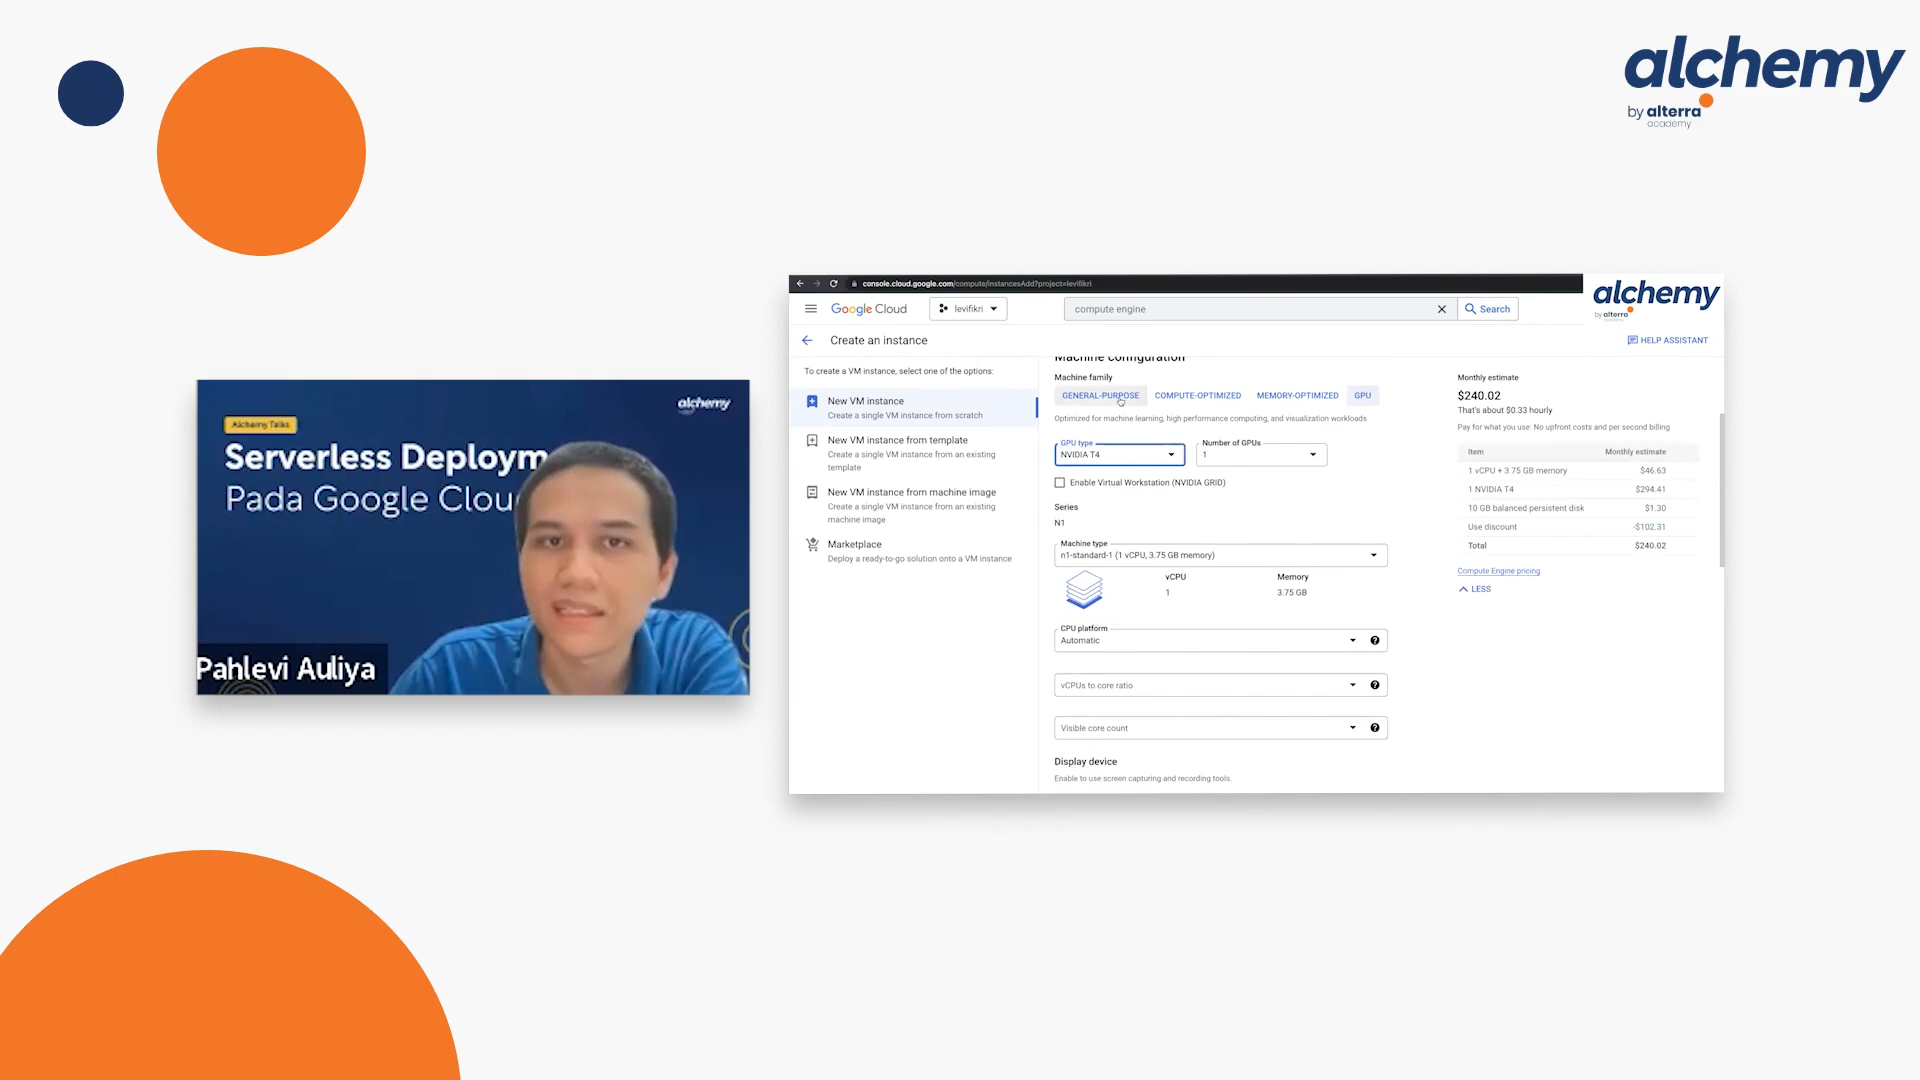 alchemy
by alterra
academy
alchemy
Alchemy Talks
Serverless Deploym
Pada Google Clou
Pahlevi Auliya
console.cloud.google.com/compute/instancesAdd?project=levifikri
alchemy
by alterra
Google Cloud
levifikri
compute engine
Search
Create an instance
HELP ASSISTANT
To create a VM instance, select one of the options:
New VM instance
Create a single VM instance from scratch
New VM instance from template
Create a single VM instance from an existing
template
New VM instance from machine image
Create a single VM instance from an existing
machine image
Marketplace
Deploy a ready-to-go solution onto a VM instance
Machine configuration
Machine family
GENERAL-PURPOSE COMPUTE-OPTIMIZED MEMORY-OPTIMIZED GPU
Optimized for machine learning, high performance computing, and visualization workloads
GPU type
NVIDIA T4
Number of GPUs
1
Enable Virtual Workstation (NVIDIA GRID)
Series
N1
Machine type
n1-standard-1 (1 vCPU, 3.75 GB memory)
vCPU Memory
1 3.75 GB
CPU platform
Automatic
vCPUs to core ratio
Visible core count
Display device
Enable to use screen capturing and recording tools.
Monthly estimate
$240.02
That's about $0.33 hourly
Pay for what you use: No upfront costs and per second billing
Item Monthly estimate
1 vCPU + 3.75 GB memory $46.63
1 NVIDIA T4 $294.41
10 GB balanced persistent disk $1.30
Use discount -$102.31
Total $240.02
Compute Engine pricing
LESS